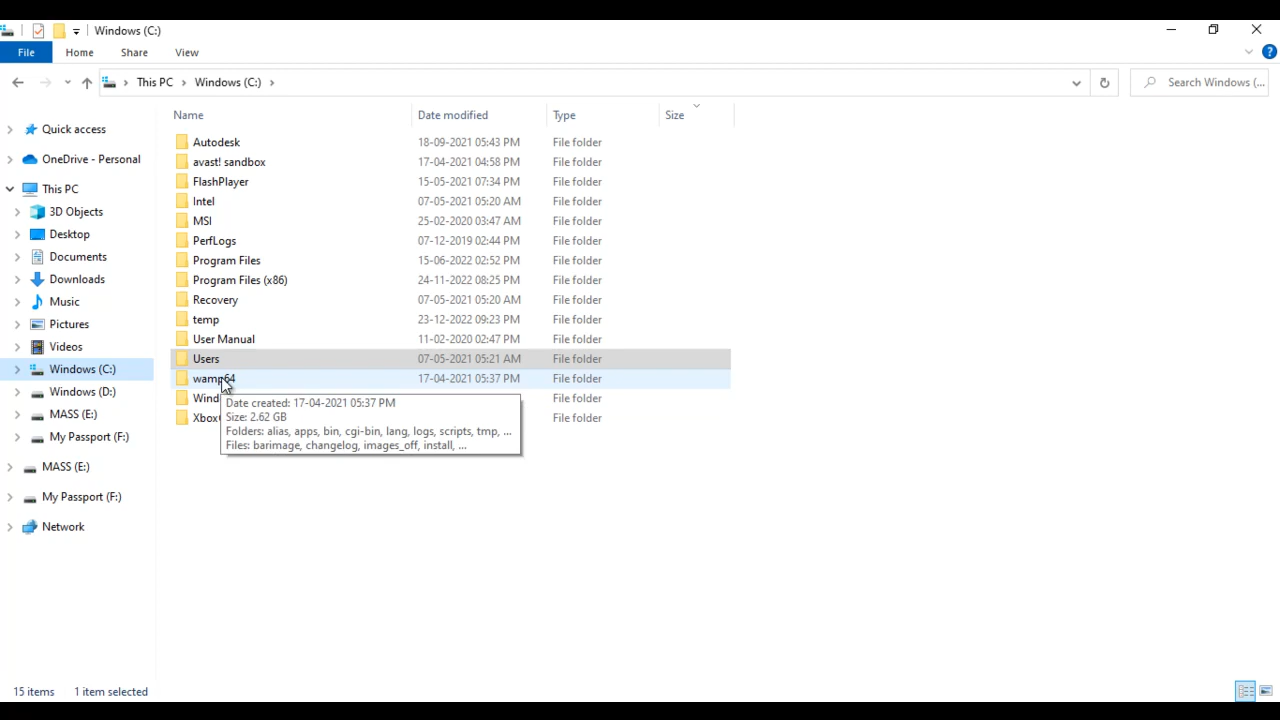 Windows (C:)
File Home Share View
This PC Windows (C:) Search Windows (...
Name Date modified Type Size
Quick access
OneDrive - Personal
This PC
3D Objects
Desktop
Documents
Downloads
Music
Pictures
Videos
Windows (C:)
Windows (D:)
MASS (E:)
My Passport (F:)
MASS (E:)
My Passport (F:)
Network
Autodesk 18-09-2021 05:43 PM File folder
avast! sandbox 17-04-2021 04:58 PM File folder
FlashPlayer 15-05-2021 07:34 PM File folder
Intel 07-05-2021 05:20 AM File folder
MSI 25-02-2020 03:47 AM File folder
PerfLogs 07-12-2019 02:44 PM File folder
Program Files 15-06-2022 02:52 PM File folder
Program Files (x86) 24-11-2022 08:25 PM File folder
Recovery 07-05-2021 05:20 AM File folder
temp 23-12-2022 09:23 PM File folder
User Manual 11-02-2020 02:47 PM File folder
Users 07-05-2021 05:21 AM File folder
wamp64 17-04-2021 05:37 PM File folder
File folder
File folder
Date created: 17-04-2021 05:37 PM
Size: 2.62 GB
Folders: alias, apps, bin, cgi-bin, lang, logs, scripts, tmp, ...
Files: barimage, changelog, images_off, install, ...
15 items 1 item selected